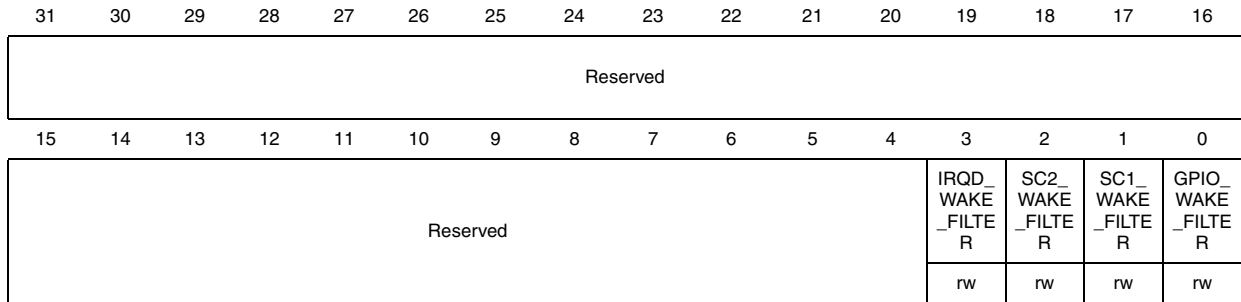 31 30 29 28 27 26 25 24 23 22 21 20 19 18 17 16
Reserved
15 14 13 12 11 10 9 8 7 6 5 4 3 2 1 0
Reserved
IRQD_ SC2_ SC1_ GPIO_
WAKE WAKE WAKE WAKE
_FILTE _FILTE _FILTE _FILTE
R R R R
rw rw rw rw